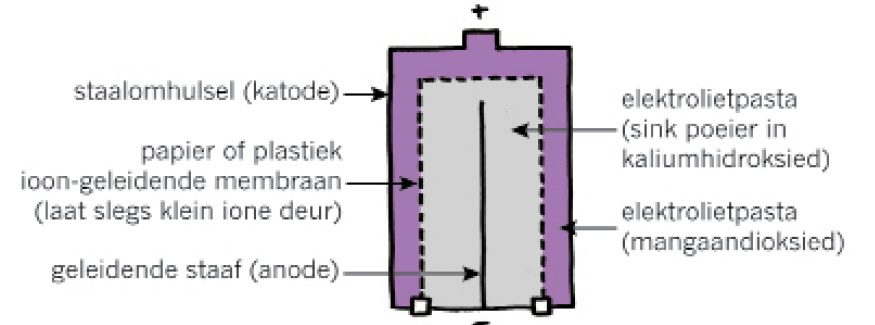 +
staalomhulsel (katode)
papier of plastiek
ioon-geleidende membraan
(laat slegs klein ione deur)
geleidende staaf (anode)
elektrolietpasta
(sink poeier in
kaliumhidroksied)
elektrolietpasta
(mangaandioksied)